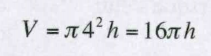 V = π4²h = 16πh